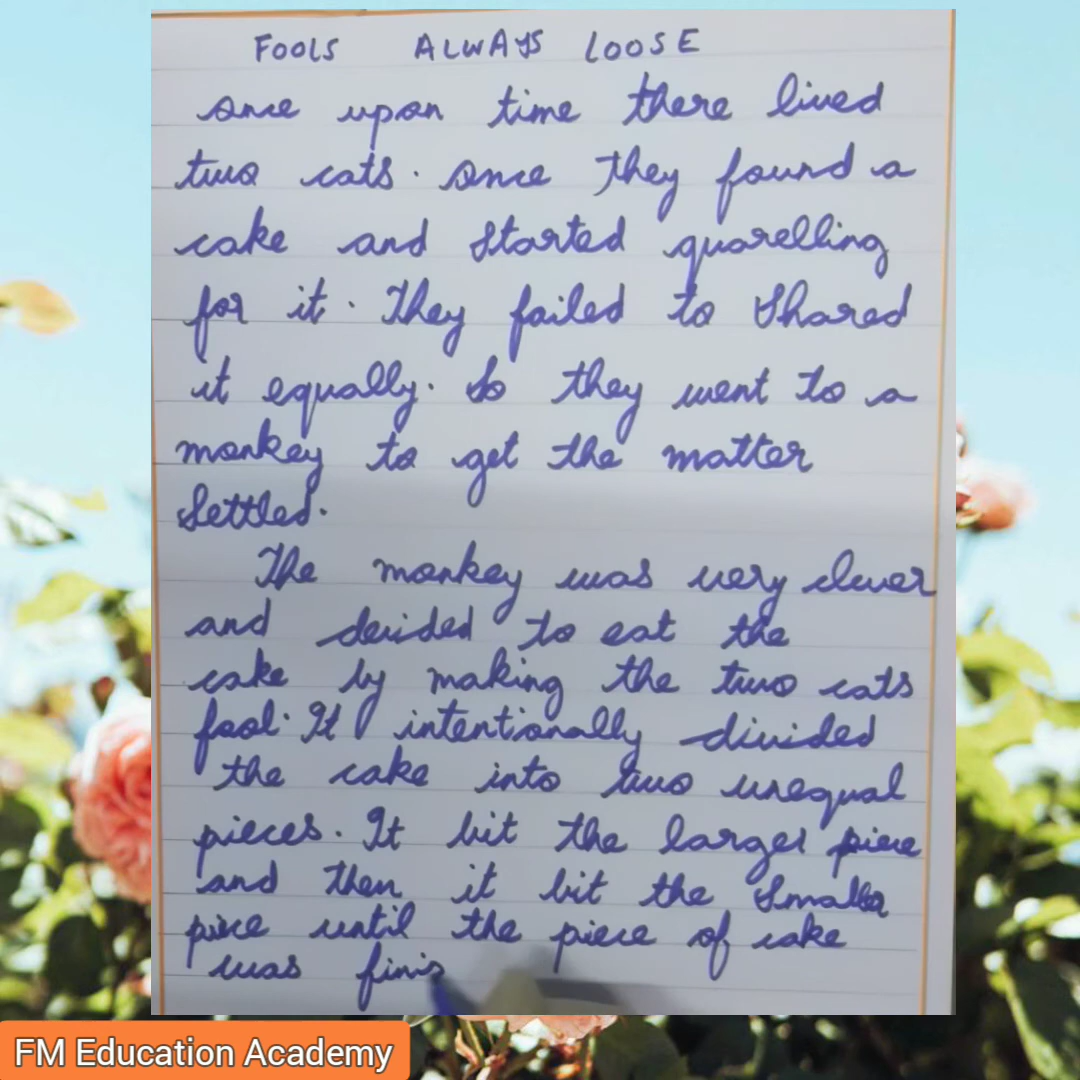 FOOLS ALWAYS LOOSE
once upon time there lived
two cats. Once they found a
cake and started quarelling
for it. They failed to Shared
it equally. So they went to a
monkey to get the matter
Settled.
The monkey was very clever
and decided to eat the
cake by making the two cats
fool. It intentionally divided
the cake into two unequal
pieces. It bit the larger piece
and then it bit the Smaller
piece until the piece of cake
was finis
FM Education Academy